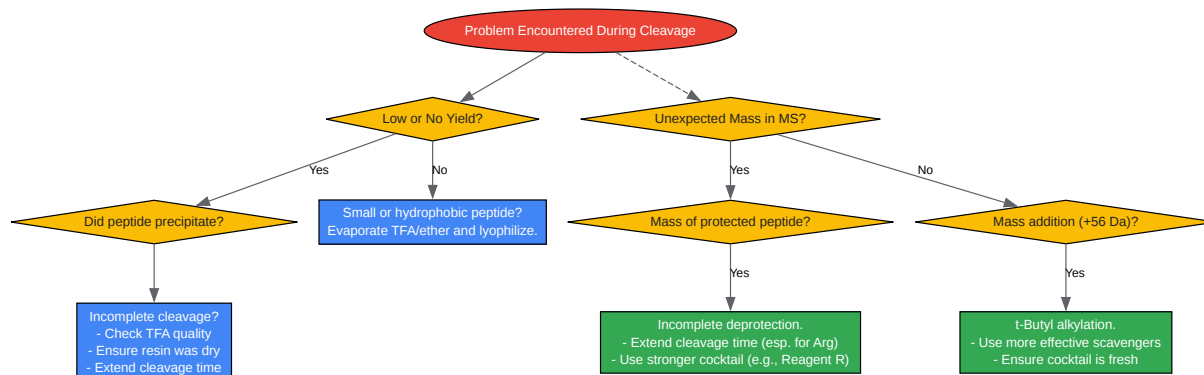 Problem Encountered During Cleavage
Low or No Yield?
Unexpected Mass in MS?
Yes
No
Yes
No
Did peptide precipitate?
Small or hydrophobic peptide?
Evaporate TFA/ether and lyophilize.
Mass of protected peptide?
Mass addition (+56 Da)?
Yes
Yes
Incomplete cleavage?
- Check TFA quality
- Ensure resin was dry
- Extend cleavage time
Incomplete deprotection.
- Extend cleavage time (esp. for Arg)
- Use stronger cocktail (e.g., Reagent R)
t-Butyl alkylation.
- Use more effective scavengers
- Ensure cocktail is fresh